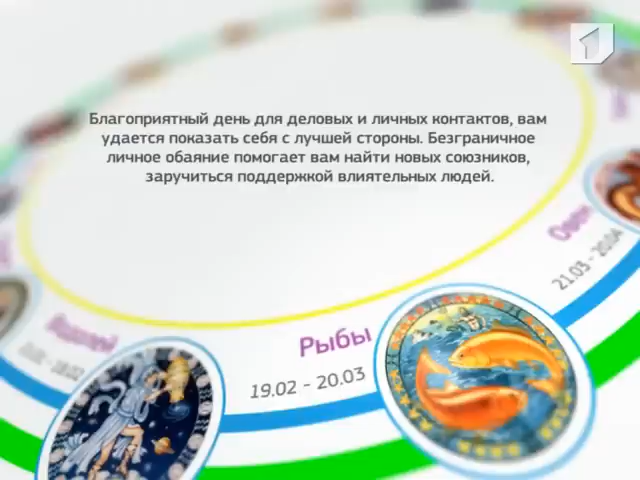 Благоприятный день для деловых и личных контактов, вам
удается показать себя с лучшей стороны. Безграничное
личное обаяние помогает вам найти новых союзников,
заручиться поддержкой влиятельных людей.
Овен
21.03 - 20.04
Рыбы
19.02 - 20.03
Водолей